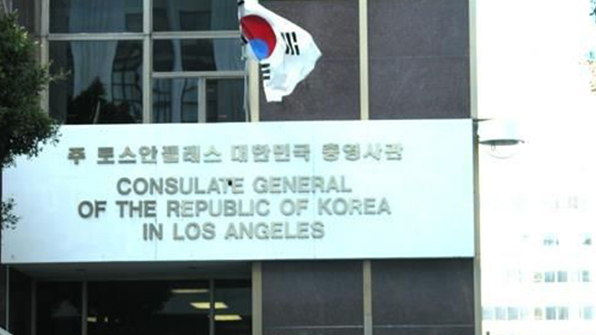 주 로스안젤레스 대한민국 총영사관
CONSULATE GENERAL
OF THE REPUBLIC OF KOREA
IN LOS ANGELES